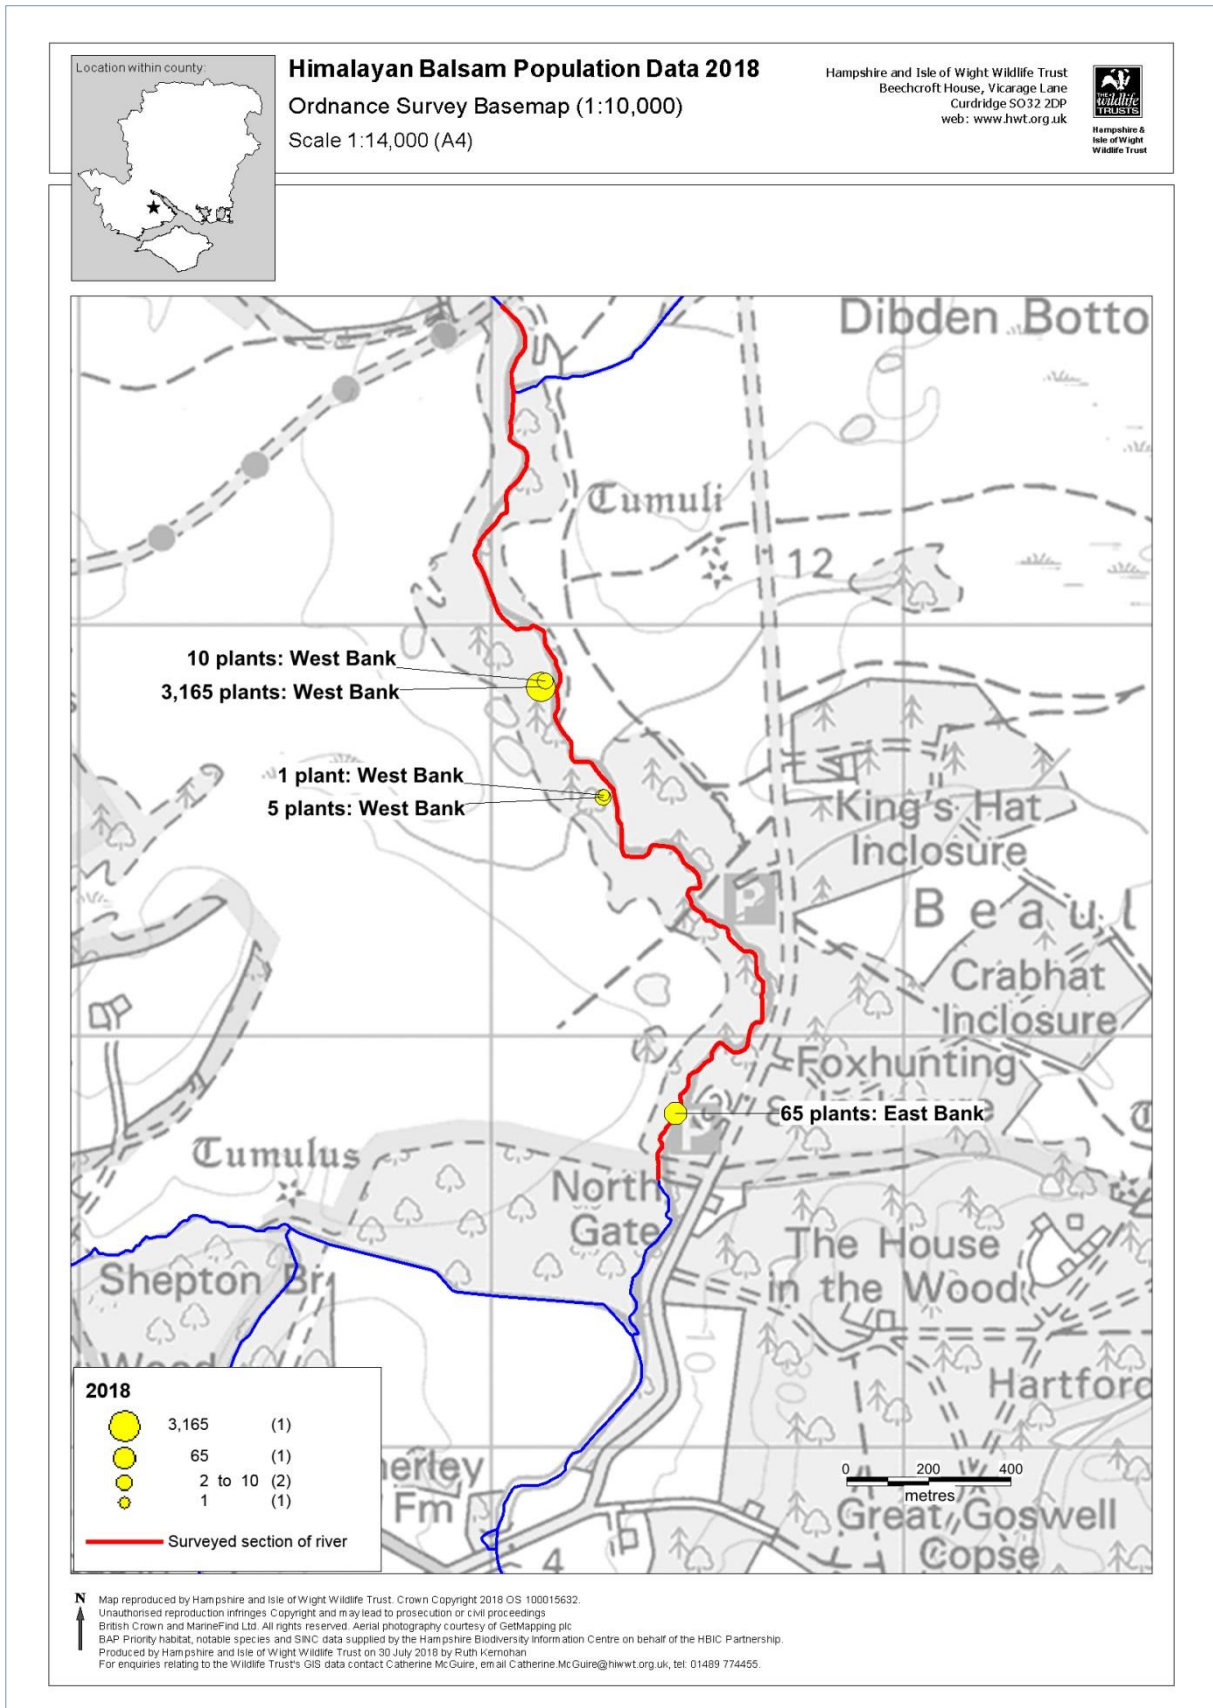 Location within county:
Himalayan Balsam Population Data 2018
Ordnance Survey Basemap (1:10,000)
Scale 1:14,000 (A4)
Hampshire and Isle of Wight Wildlife Trust
Beechcroft House, Vicarage Lane
Curdridge SO32 2DP
web: www.hwt.org.uk
THE
wildlife
TRUSTS
Hampshire &
Isle of Wight
Wildlife Trust
Dibden Botto
Tumuli
12
10 plants: West Bank
3,165 plants: West Bank
1 plant: West Bank
5 plants: West Bank
King's Hat
Inclosure
P
Beaul
Crabhat
Inclosure
Foxhunting
65 plants: East Bank
Tumulus
North
Gate
The House
in the Wood
Shepton Br
Wood
10
Hartford
2018
3,165 (1)
65 (1)
2 to 10 (2)
1 (1)
Surveyed section of river
herley
Fm
4
0 200 400
metres
Great Goswell
Copse
N
Map reproduced by Hampshire and Isle of Wight Wildlife Trust. Crown Copyright 2018 OS 100015632.
Unauthorised reproduction infringes Copyright and may lead to prosecution or civil proceedings
British Crown and MarineFind Ltd. All rights reserved. Aerial photography courtesy of GetMapping plc
BAP Priority habitat, notable species and SINC data supplied by the Hampshire Biodiversity Information Centre on behalf of the HBIC Partnership.
Produced by Hampshire and Isle of Wight Wildlife Trust on 30 July 2018 by Ruth Kernohan
For enquiries relating to the Wildlife Trust's GIS data contact Catherine McGuire, email Catherine.McGuire@hiwwt.org.uk, tel: 01489 774455.